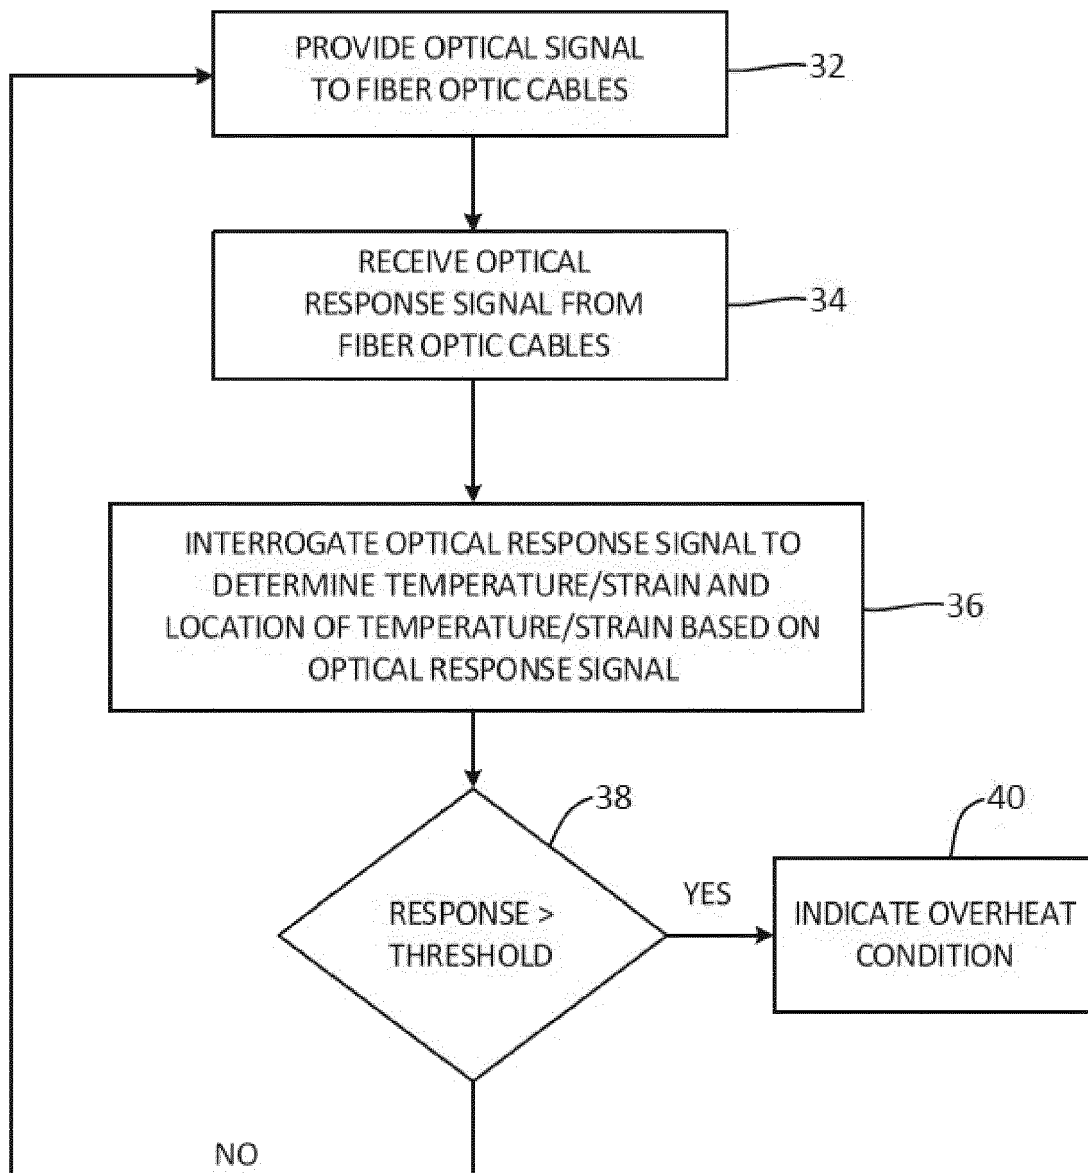 PROVIDE OPTICAL SIGNAL
TO FIBER OPTIC CABLES
32
RECEIVE OPTICAL
RESPONSE SIGNAL FROM
FIBER OPTIC CABLES
34
INTERROGATE OPTICAL RESPONSE SIGNAL TO
DETERMINE TEMPERATURE/STRAIN AND
LOCATION OF TEMPERATURE/STRAIN BASED ON
OPTICAL RESPONSE SIGNAL
36
38
RESPONSE >
THRESHOLD
YES
40
INDICATE OVERHEAT
CONDITION
NO